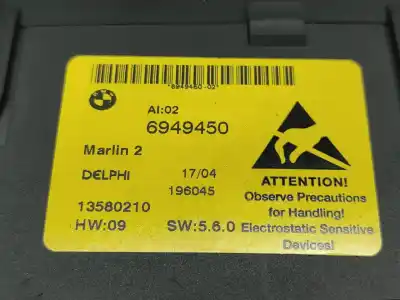 *6949450-02*
AI:02
6949450
Marlin 2
DELPHI 17/04
196045
13580210
HW:09 SW:5.6.0
ATTENTION!
Observe Precautions
for Handling!
Electrostatic Sensitive
Devices!